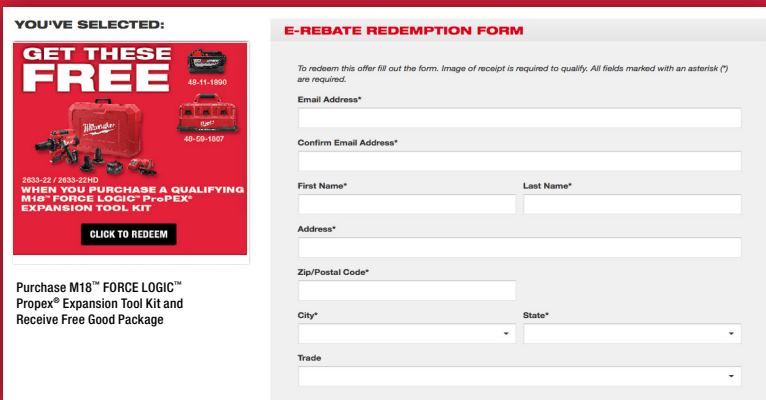 YOU'VE SELECTED:
GET THESE
FREE
48-11-1890
48-59-1807
Milwaukee
2633-22 / 2633-22HD
WHEN YOU PURCHASE A QUALIFYING
M18™ FORCE LOGIC™ ProPEX®
EXPANSION TOOL KIT
CLICK TO REDEEM
Purchase M18™ FORCE LOGIC™
Propex® Expansion Tool Kit and
Receive Free Good Package
E-REBATE REDEMPTION FORM
To redeem this offer fill out the form. Image of receipt is required to qualify. All fields marked with an asterisk (*)
are required.
Email Address*
Confirm Email Address*
First Name*
Last Name*
Address*
Zip/Postal Code*
City*
State*
Trade